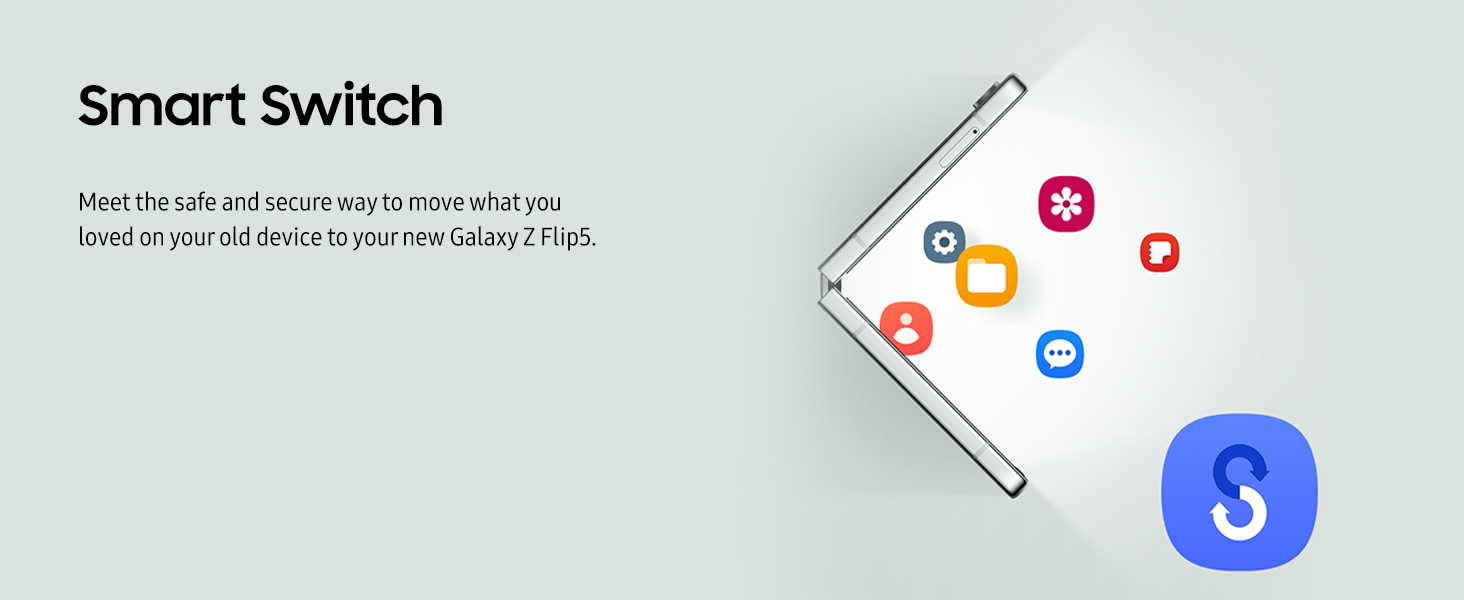 Smart Switch
Meet the safe and secure way to move what you
loved on your old device to your new Galaxy Z Flip5.